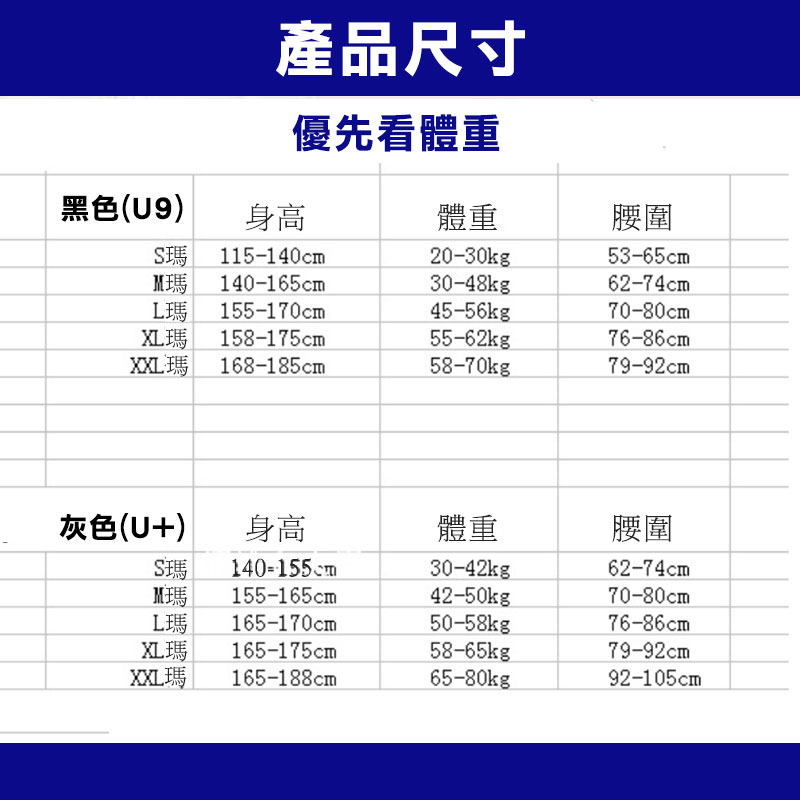 產品尺寸
優先看體重
黑色(U9) 身高 體重 腰圍
S瑪 115-140cm 20-30kg 53-65cm
M瑪 140-165cm 30-48kg 62-74cm
L瑪 155-170cm 45-56kg 70-80cm
XL瑪 158-175cm 55-62kg 76-86cm
XXL瑪 168-185cm 58-70kg 79-92cm
灰色(U+) 身高 體重 腰圍
S瑪 140-155cm 30-42kg 62-74cm
M瑪 155-165cm 42-50kg 70-80cm
L瑪 165-170cm 50-58kg 76-86cm
XL瑪 165-175cm 58-65kg 79-92cm
XXL瑪 165-188cm 65-80kg 92-105cm